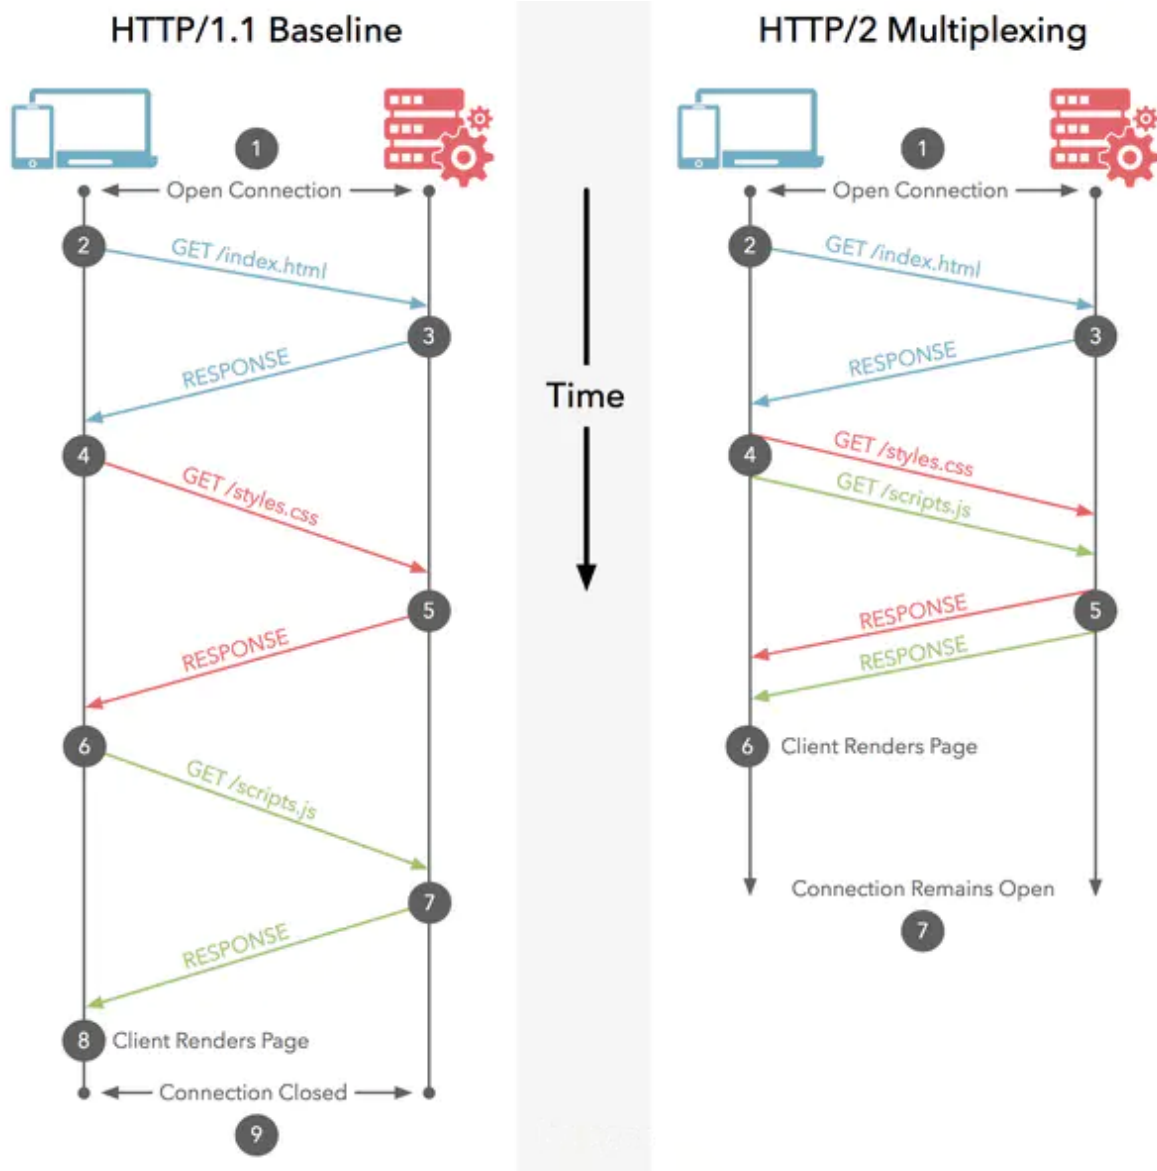 HTTP/1.1 Baseline
1
Open Connection
2
GET /index.html
3
RESPONSE
4
GET /styles.css
5
RESPONSE
6
GET /scripts.js
7
RESPONSE
8 Client Renders Page
Connection Closed
9
Time
HTTP/2 Multiplexing
1
Open Connection
2
GET /index.html
3
RESPONSE
4
GET /styles.css
GET /scripts.js
5
RESPONSE
RESPONSE
6 Client Renders Page
Connection Remains Open
7